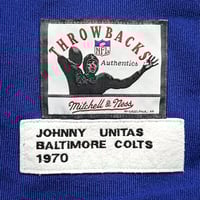 THROWBACKS
NFL
Authentics
Mitchell & Ness
JOHNNY UNITAS
BALTIMORE COLTS
1970